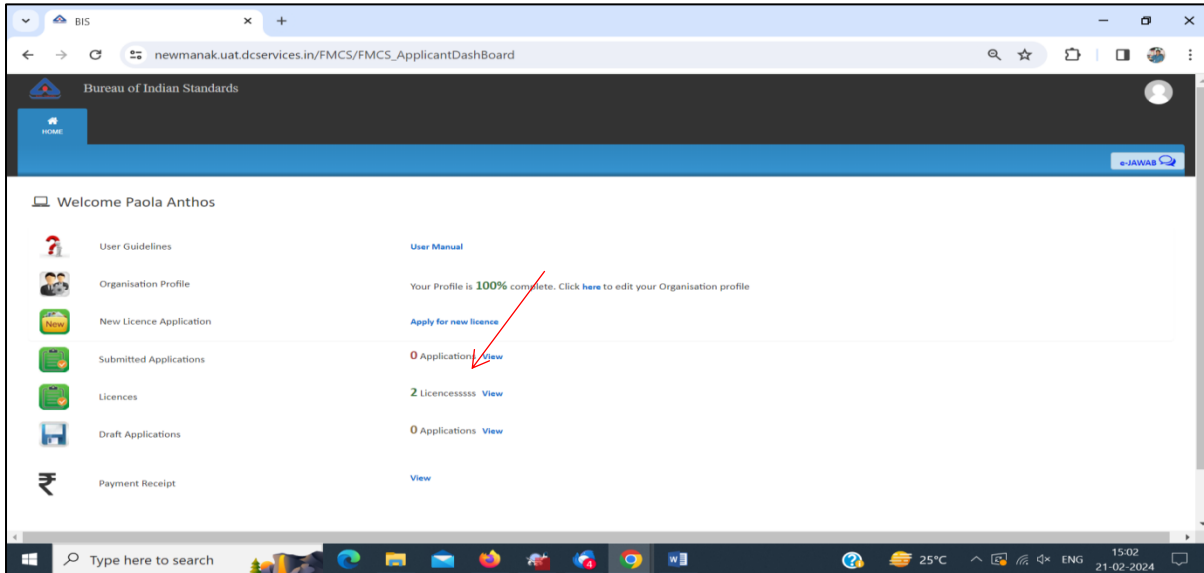 BIS
newmanak.uat.dcservices.in/FMCS/FMCS_ApplicantDashBoard
Bureau of Indian Standards
HOME
e-JAWAB
Welcome Paola Anthos
User Guidelines User Manual
Organisation Profile Your Profile is 100% complete. Click here to edit your Organisation profile
New
New Licence Application Apply for new licence
Submitted Applications 0 Applications View
Licences 2 Licencesssss View
Draft Applications 0 Applications View
₹ Payment Receipt View
Type here to search 4 W 25°C ENG 15:02
21-02-2024